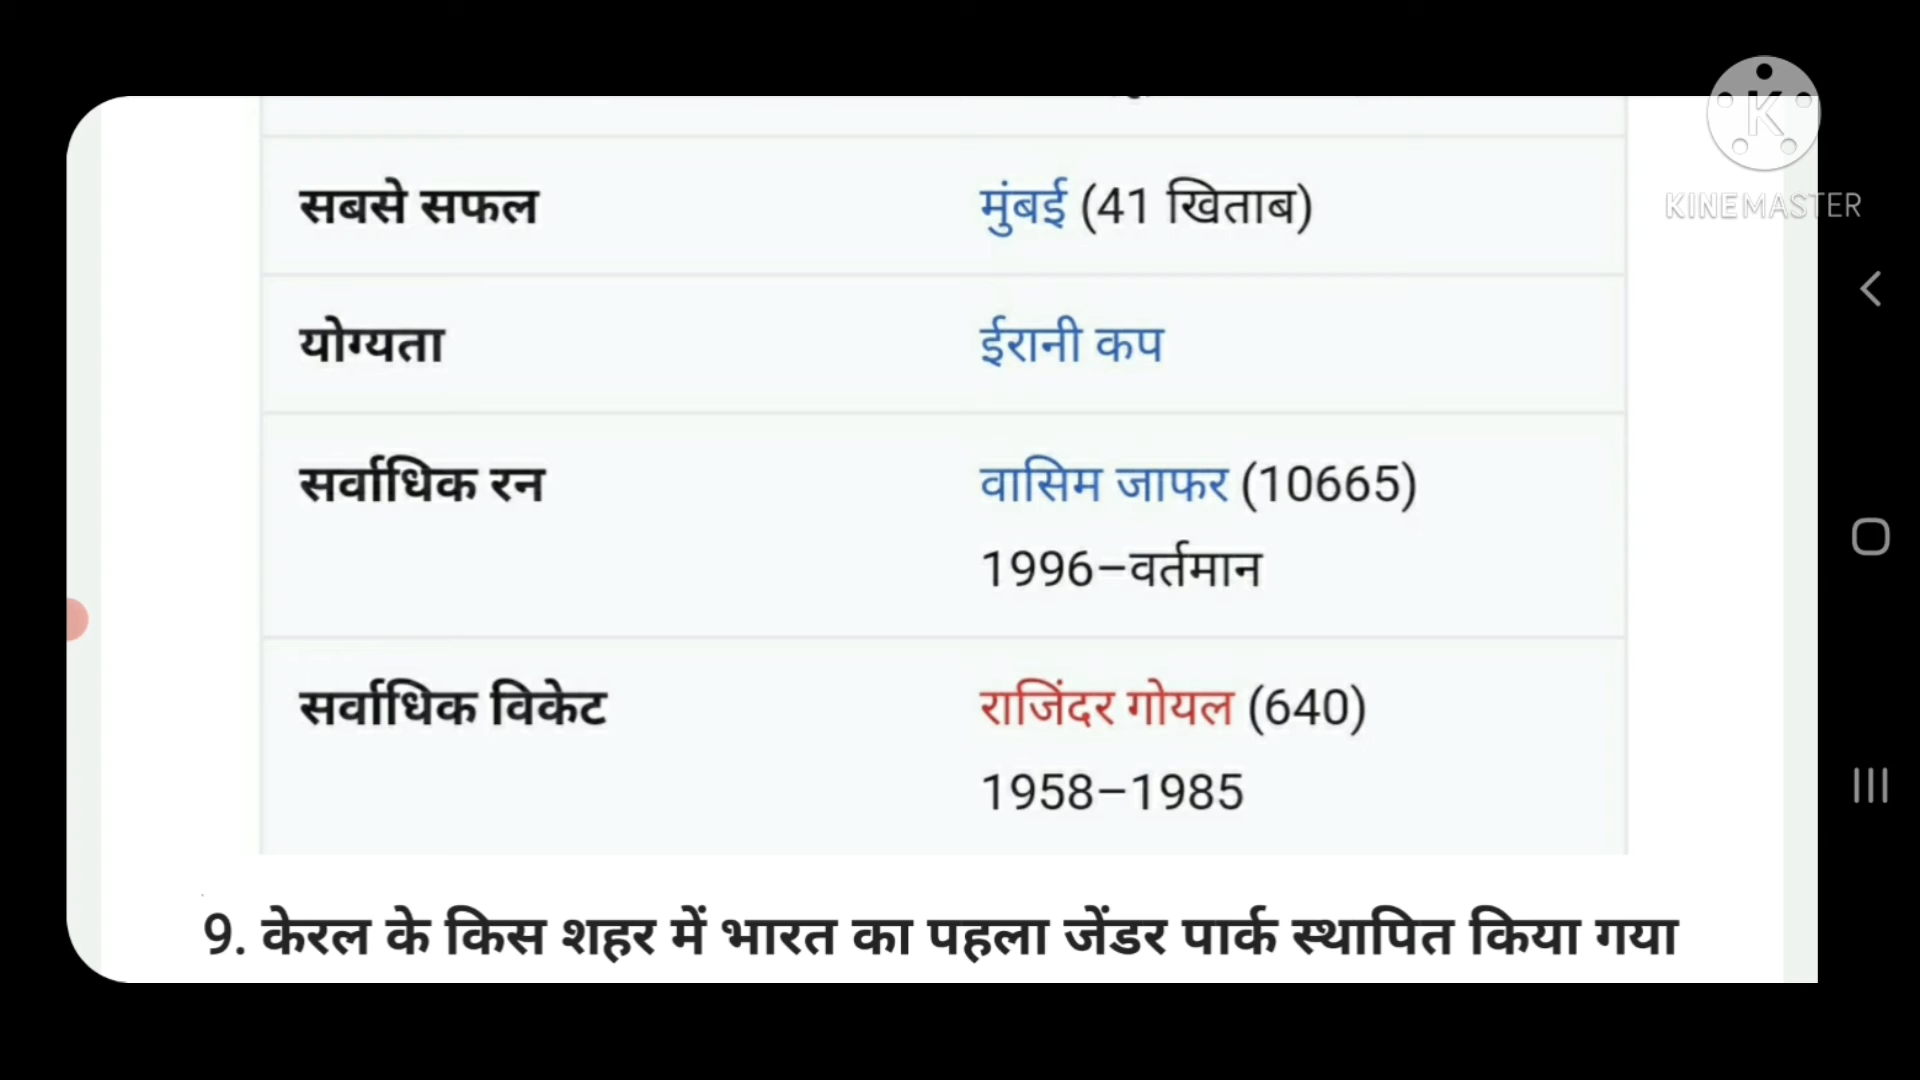 सबसे सफल मुंबई (41 खिताब)
योग्यता ईरानी कप
सर्वाधिक रन वासिम जाफर (10665)
1996–वर्तमान
सर्वाधिक विकेट राजिंदर गोयल (640)
1958–1985
9. केरल के किस शहर में भारत का पहला जेंडर पार्क स्थापित किया गया
K
KINEMASTER